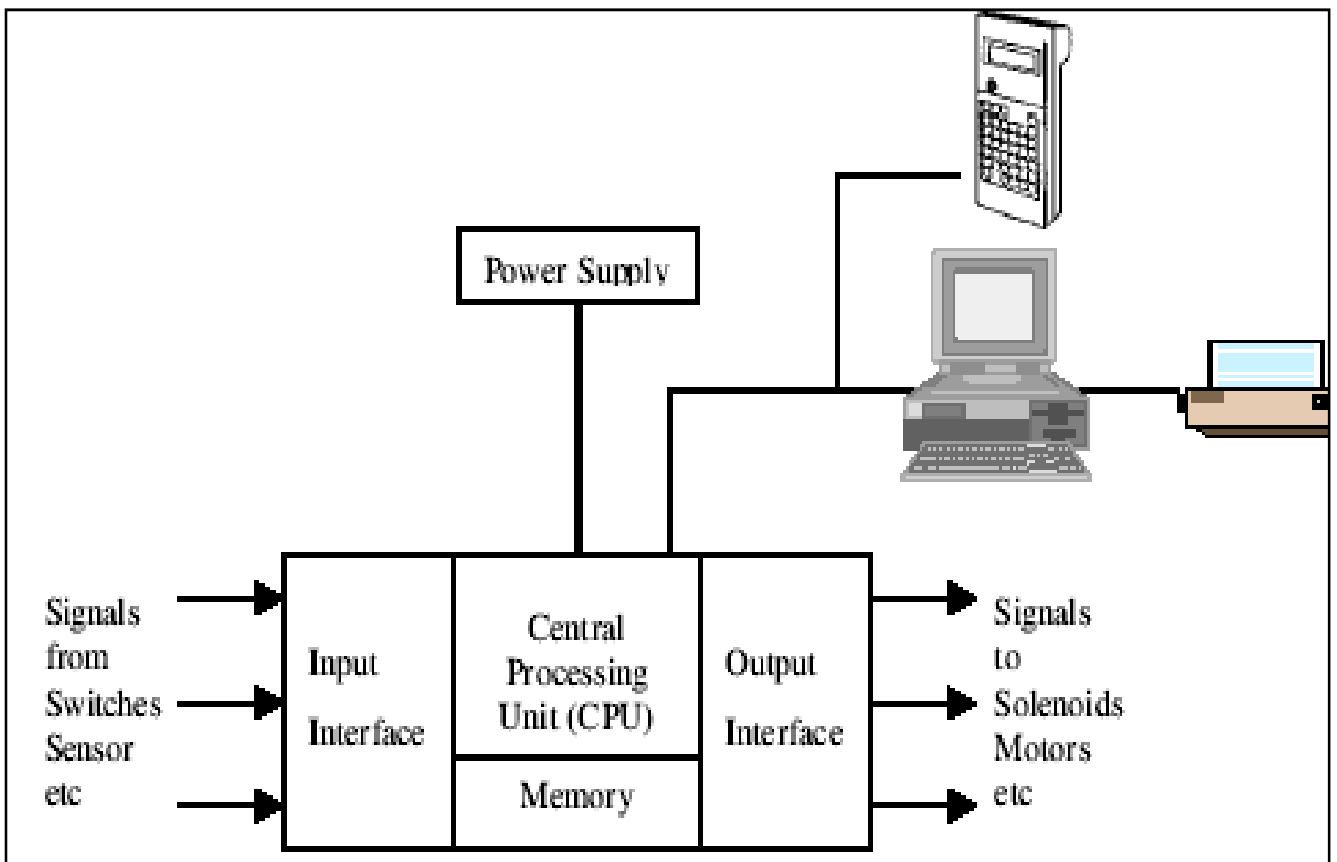 Power Supply
Signals
from
Switches
Sensor
etc
Input
Interface
Central
Processing
Unit (CPU)
Memory
Output
Interface
Signals
to
Solenoids
Motors
etc